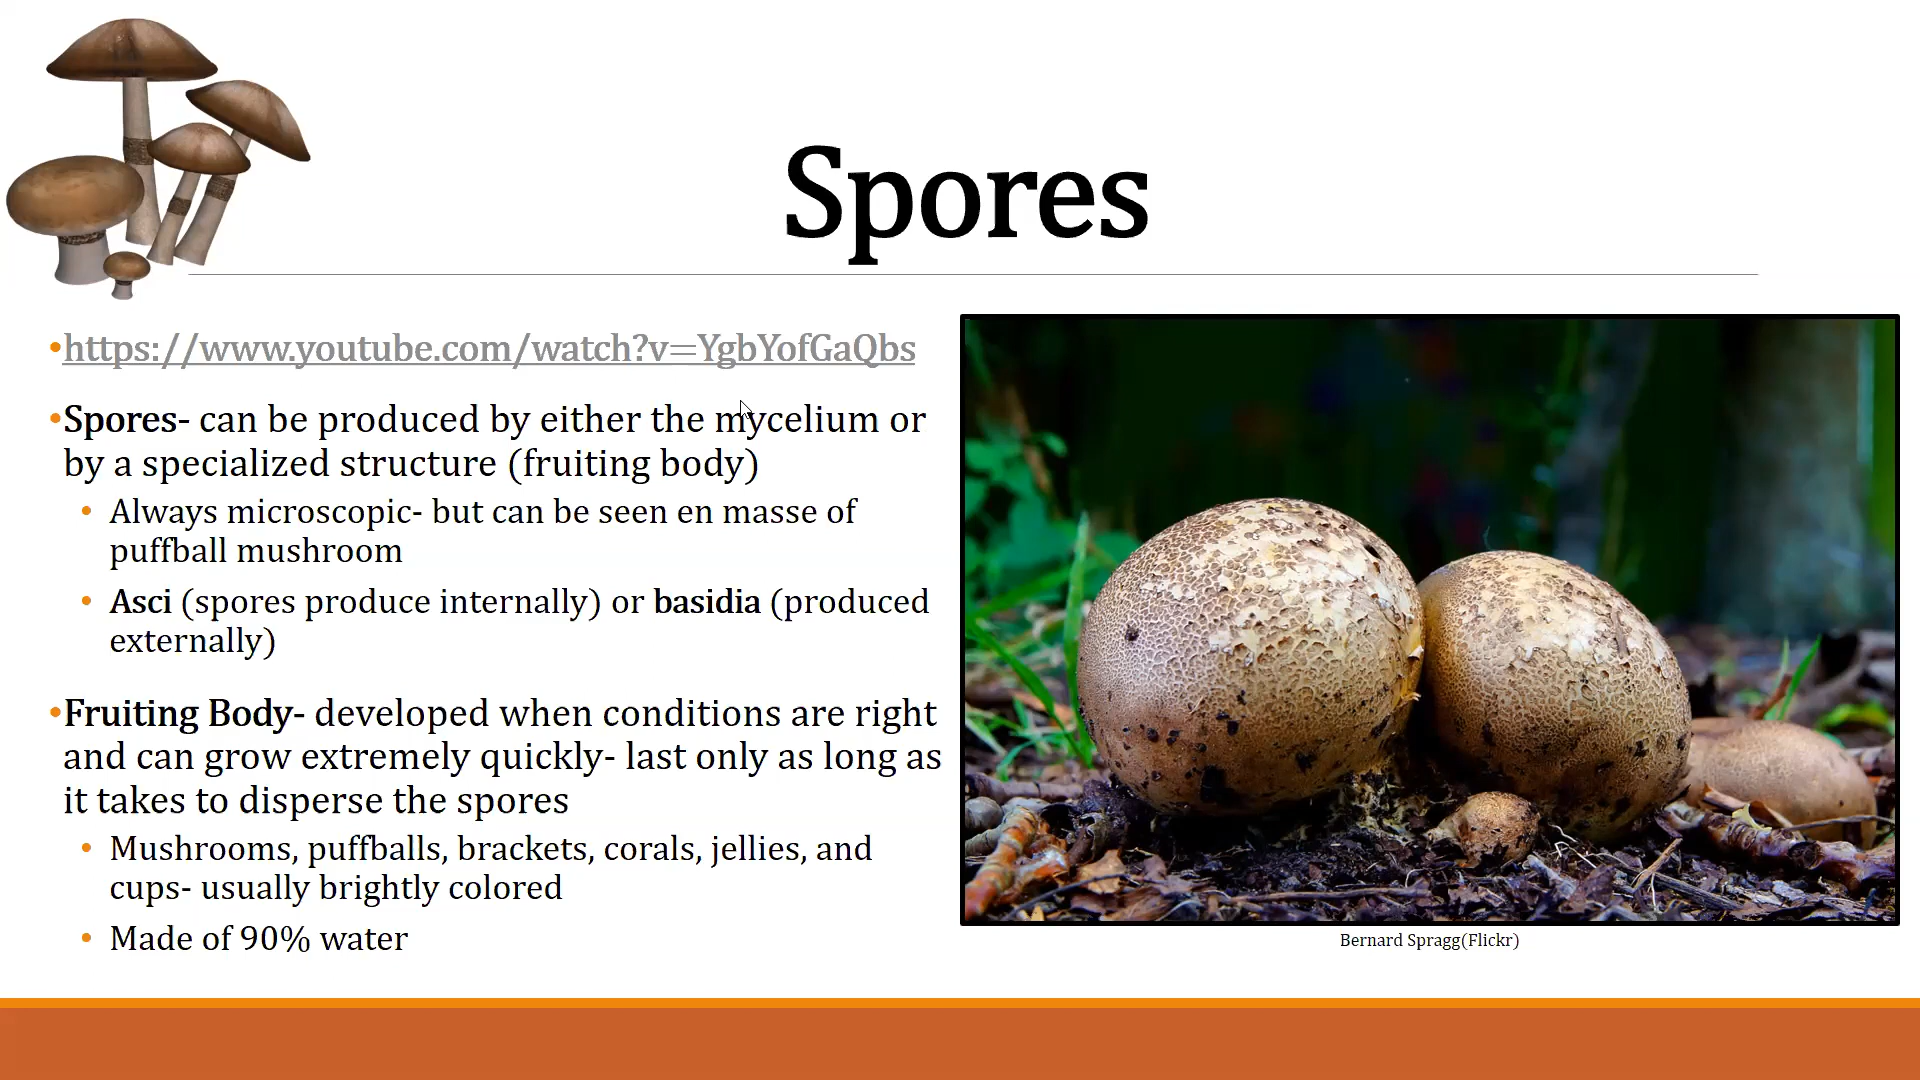 Spores
•https://www.youtube.com/watch?v=YgbYofGaQbs
•Spores- can be produced by either the mycelium or
by a specialized structure (fruiting body)
• Always microscopic- but can be seen en masse of
puffball mushroom
• Asci (spores produce internally) or basidia (produced
externally)
•Fruiting Body- developed when conditions are right
and can grow extremely quickly- last only as long as
it takes to disperse the spores
• Mushrooms, puffballs, brackets, corals, jellies, and
cups- usually brightly colored
• Made of 90% water
Bernard Spragg(Flickr)